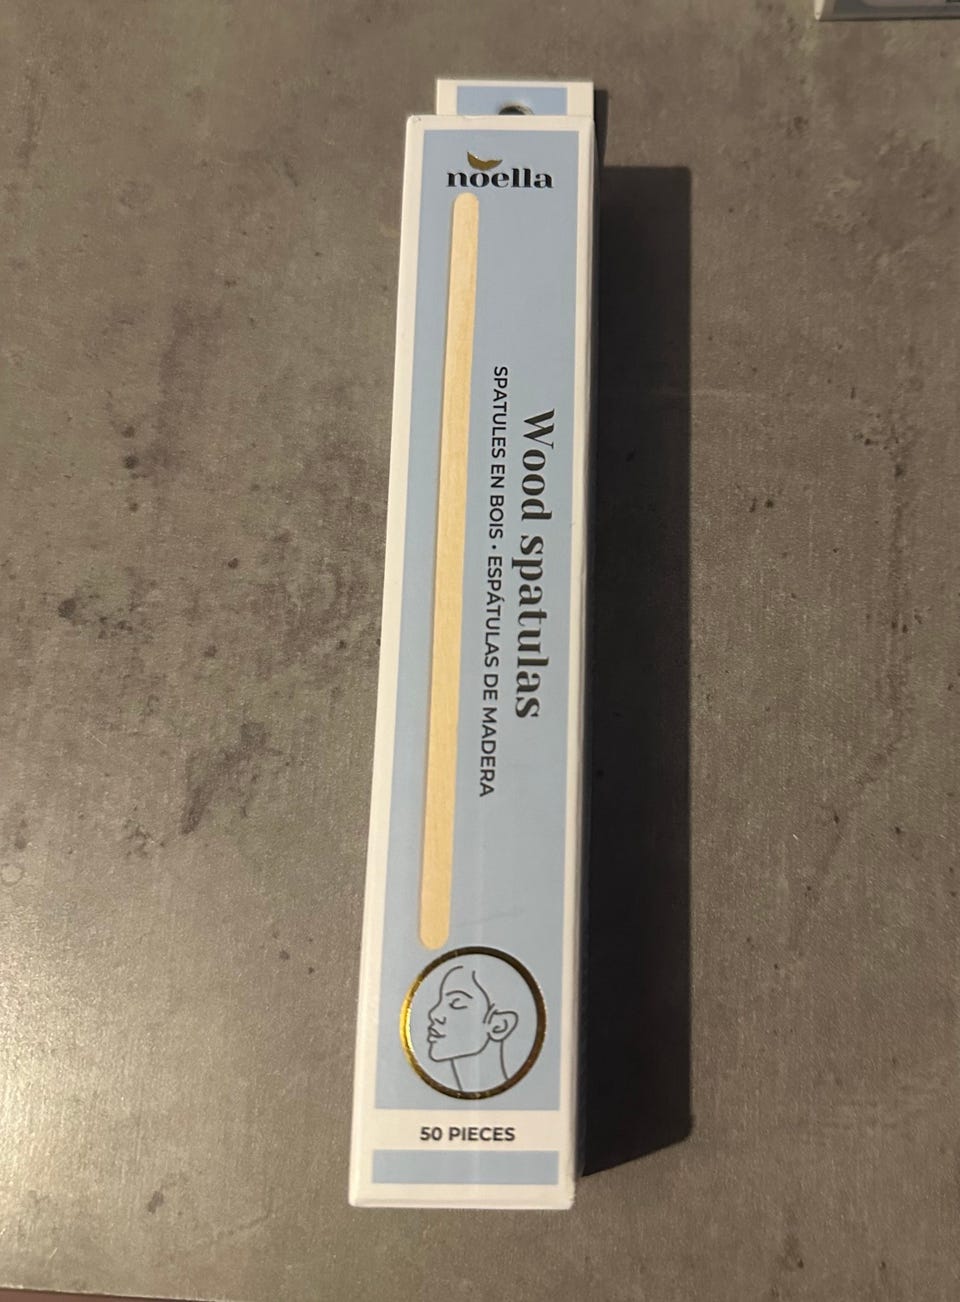 noella
Wood spatulas
SPATULES EN BOIS • ESPÁTULAS DE MADERA
50 PIECES